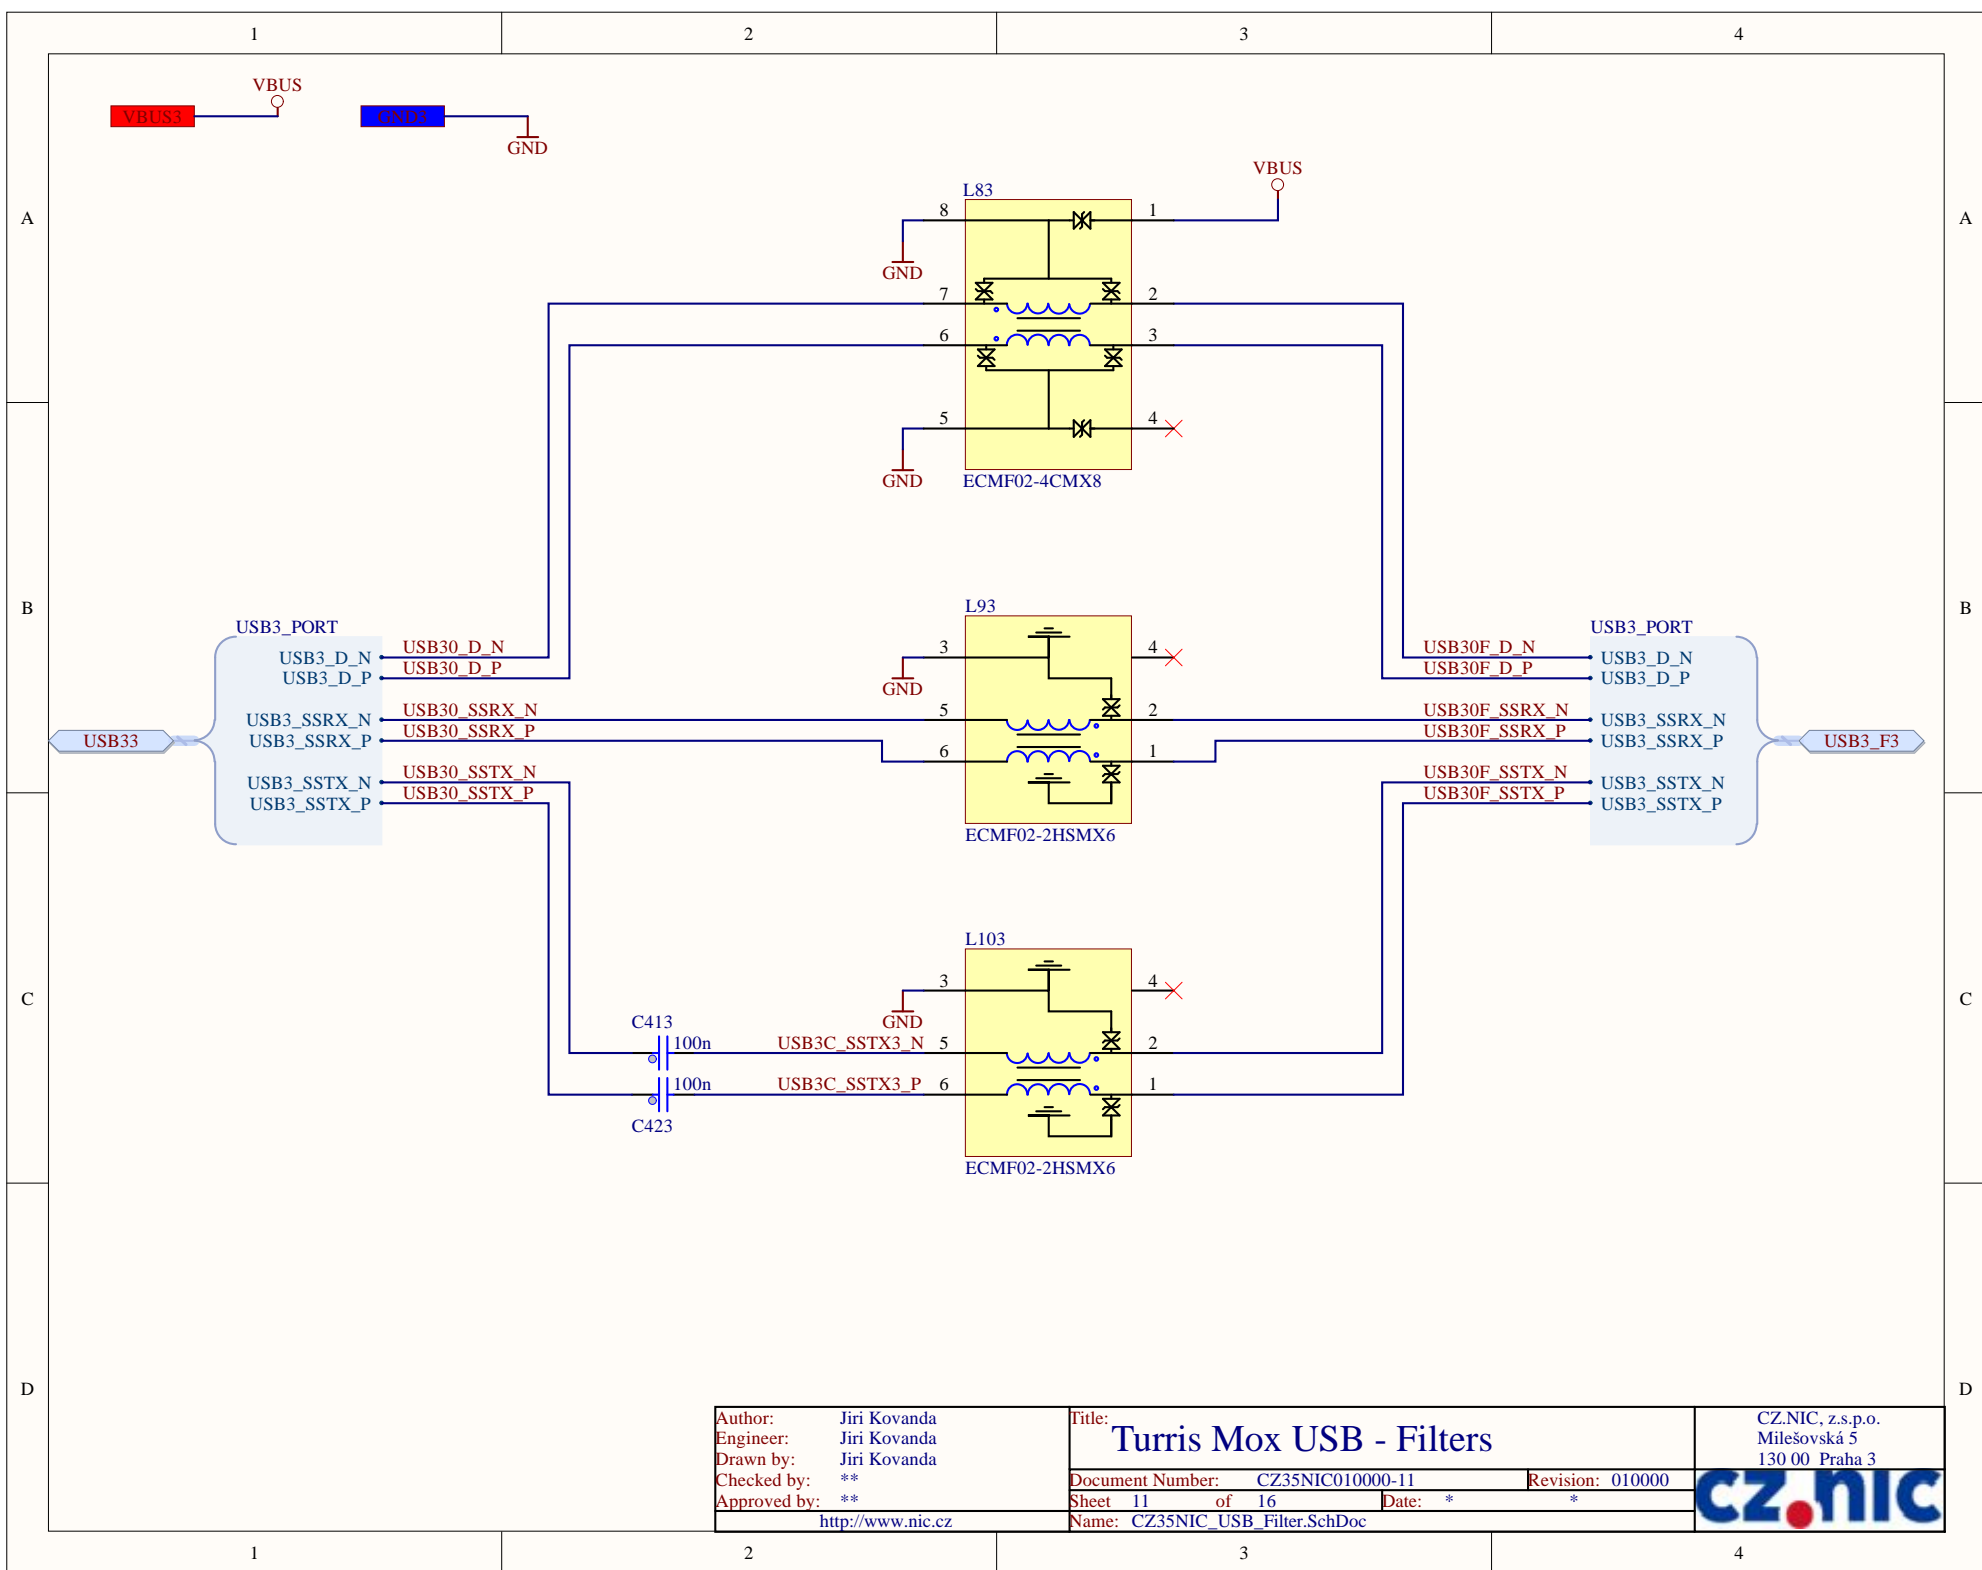 1 2 3 4
VBUS
VBUS3
GND3
GND
VBUS
L83
8 1
A A
GND
7 2
6 3
5 4
GND
ECMF02-4CMX8
L93
B B
USB3_PORT
USB3_PORT
USB3_D_N USB30_D_N
USB3_D_P USB30_D_P
3 4
GND
USB30F_D_N USB3_D_N
USB30F_D_P USB3_D_P
USB3_SSRX_N USB30_SSRX_N 5 2 USB30F_SSRX_N USB3_SSRX_N
USB33 USB3_SSRX_P USB30_SSRX_P 6 1 USB30F_SSRX_P USB3_SSRX_P USB3_F3
USB3_SSTX_N USB30_SSTX_N USB30F_SSTX_N USB3_SSTX_N
USB3_SSTX_P USB30_SSTX_P USB30F_SSTX_P USB3_SSTX_P
ECMF02-2HSMX6
L103
3 4
C C
GND
C413
100n USB3C_SSTX3_N 5 2
100n USB3C_SSTX3_P 6 1
C423
ECMF02-2HSMX6
D D
Author: Jiri Kovanda
Engineer: Jiri Kovanda
Drawn by: Jiri Kovanda
Checked by: **
Approved by: **
http://www.nic.cz
Title:
Turris Mox USB - Filters
Document Number: CZ35NIC010000-11 Revision: 010000
Sheet 11 of 16 Date: * *
Name: CZ35NIC_USB_Filter.SchDoc
CZ.NIC, z.s.p.o.
Milešovská 5
130 00 Praha 3
cz.nic
1 2 3 4